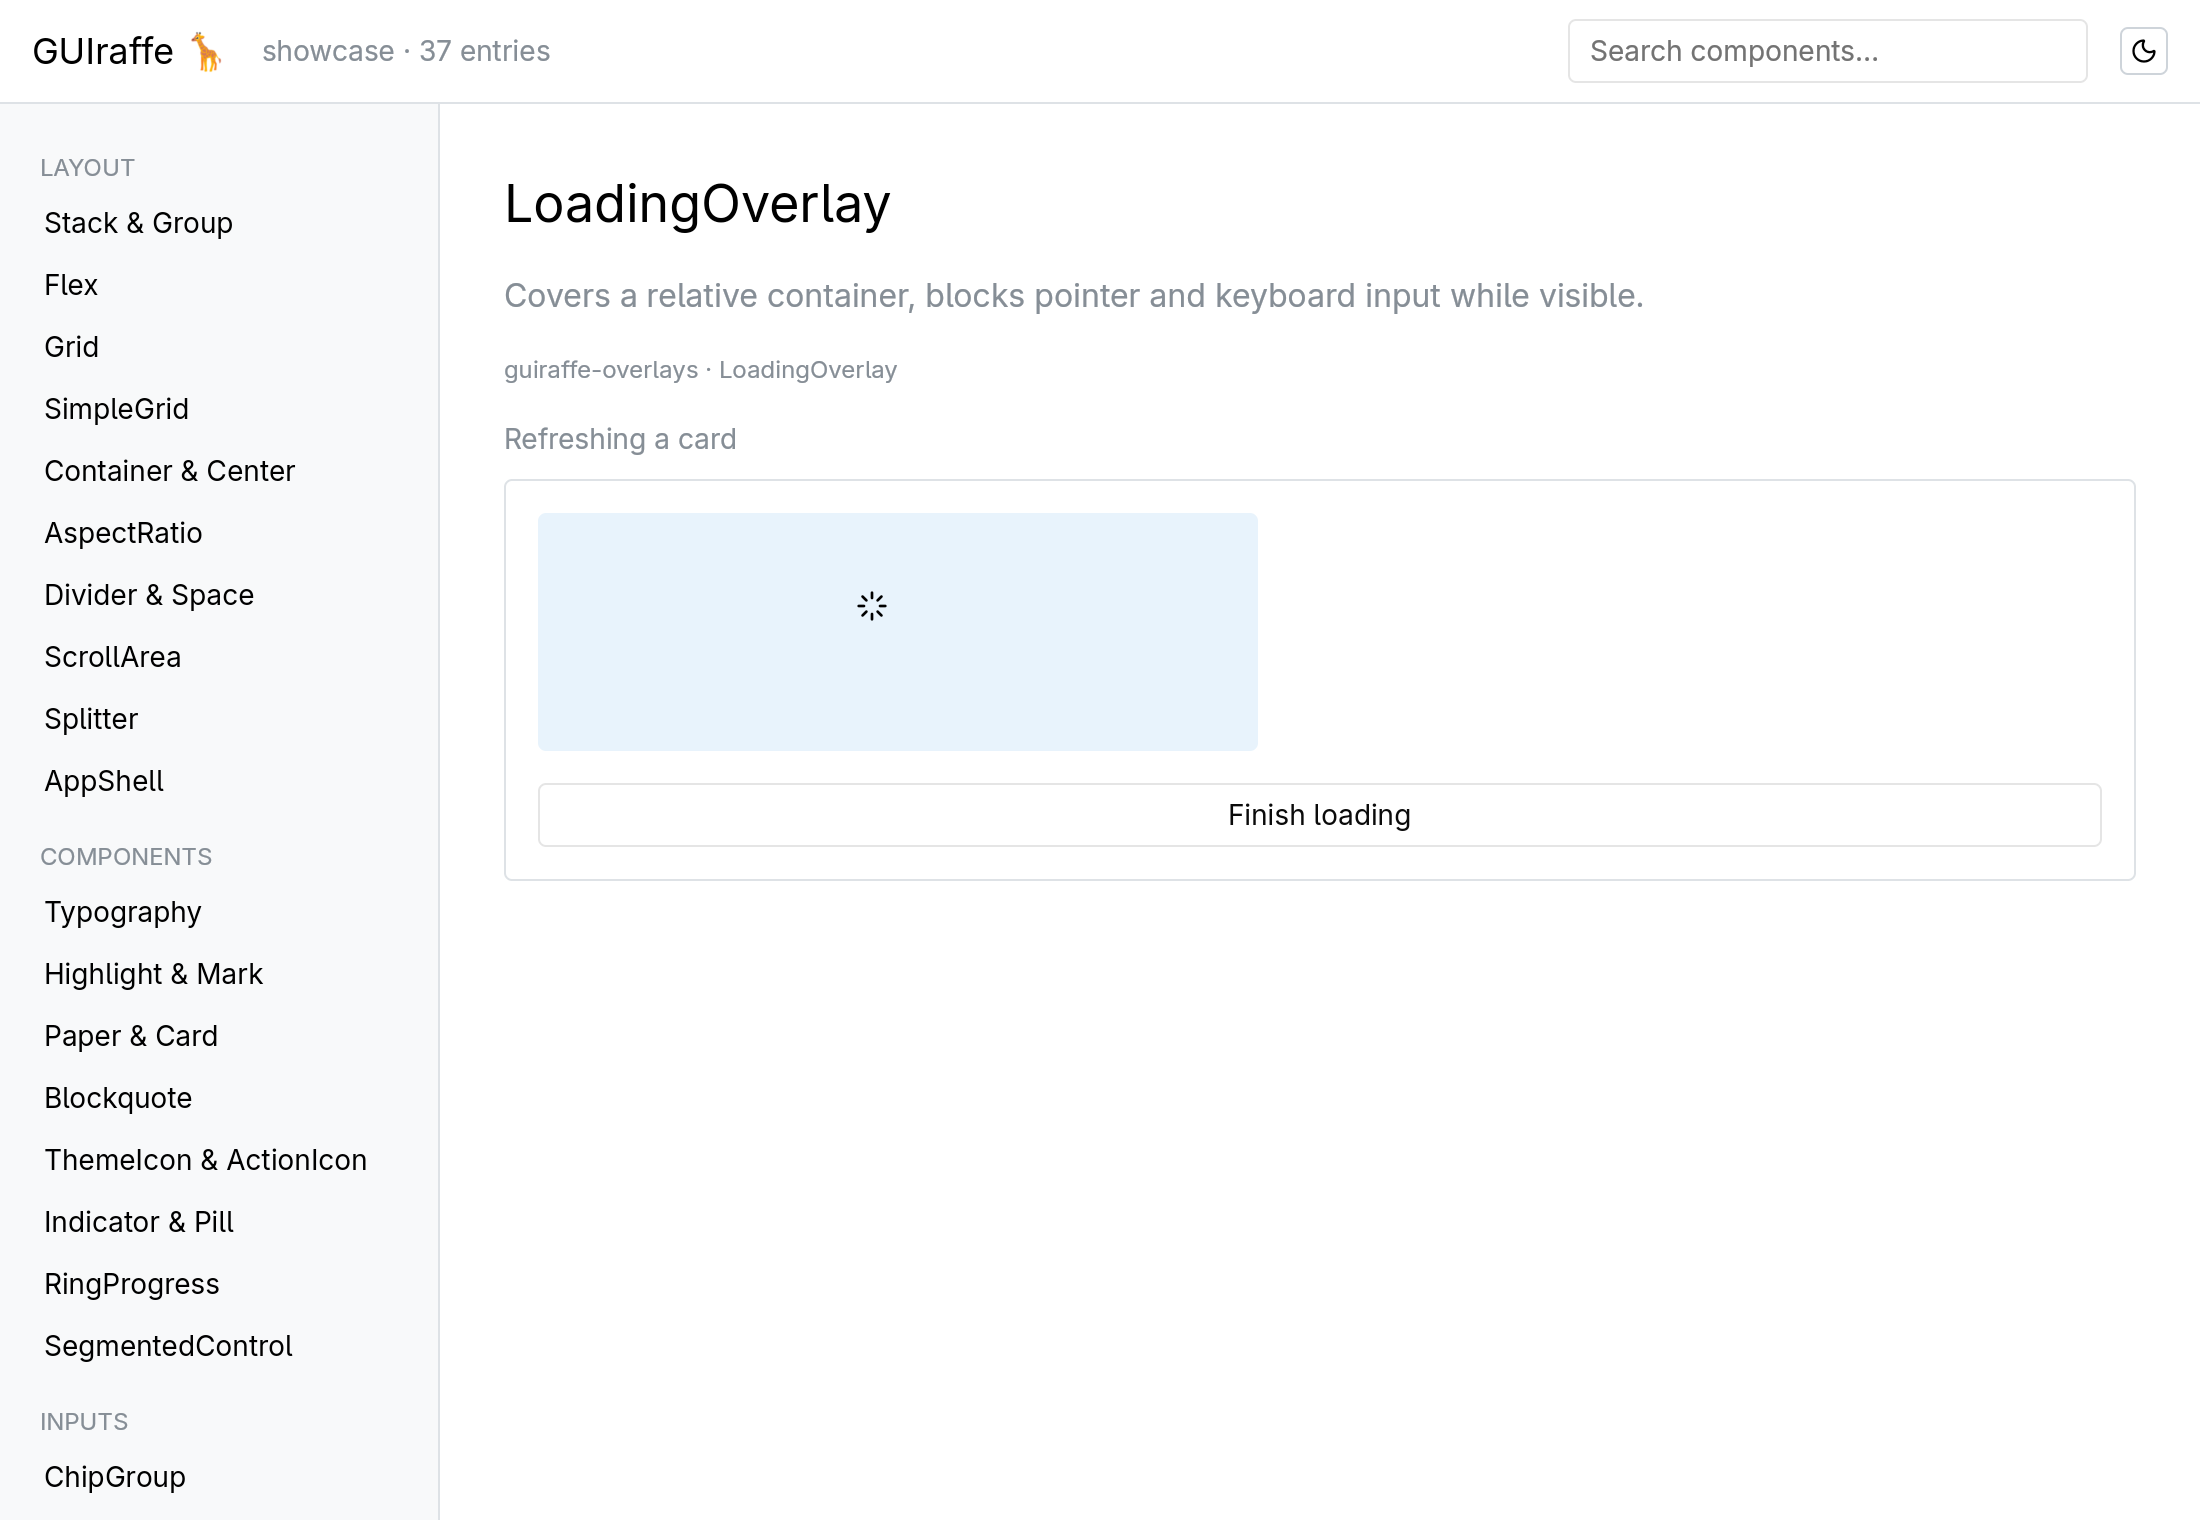 GUIraffe 🦒 showcase · 37 entries
Search components...
LAYOUT
Stack & Group
Flex
Grid
SimpleGrid
Container & Center
AspectRatio
Divider & Space
ScrollArea
Splitter
AppShell
COMPONENTS
Typography
Highlight & Mark
Paper & Card
Blockquote
ThemeIcon & ActionIcon
Indicator & Pill
RingProgress
SegmentedControl
INPUTS
ChipGroup
LoadingOverlay
Covers a relative container, blocks pointer and keyboard input while visible.
guiraffe-overlays · LoadingOverlay
Refreshing a card
Finish loading